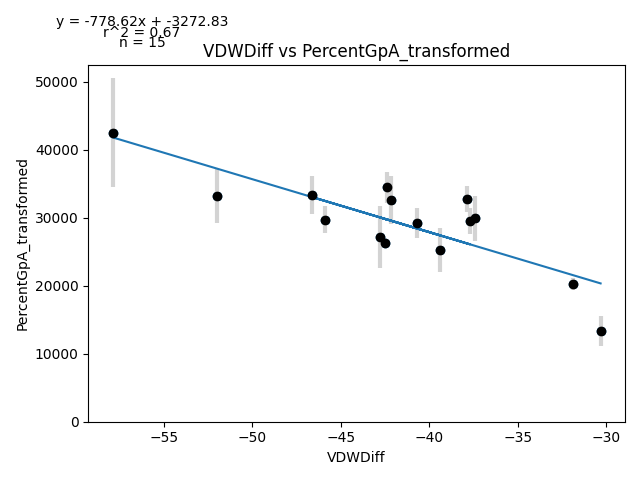 y = -778.62x + -3272.83
r^2 = 0.67
n = 15
VDWDiff vs PercentGpA_transformed
PercentGpA_transformed
50000
40000
30000
20000
10000
0
−55
−50
−45
−40
−35
−30
VDWDiff